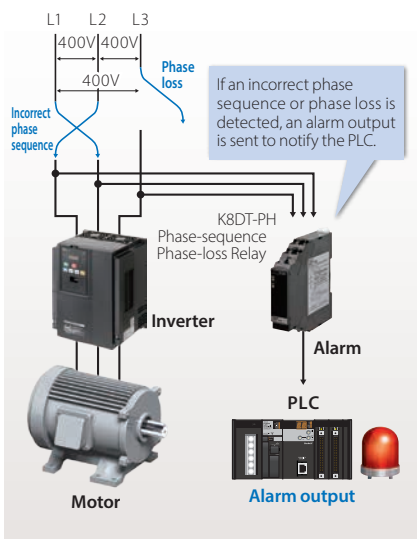 L1 L2 L3
400V 400V
400V
Phase
loss
Incorrect
phase
sequence
If an incorrect phase
sequence or phase loss is
detected, an alarm output
is sent to notify the PLC.
K8DT-PH
Phase-sequence
Phase-loss Relay
Inverter
Alarm
PLC
Motor
Alarm output